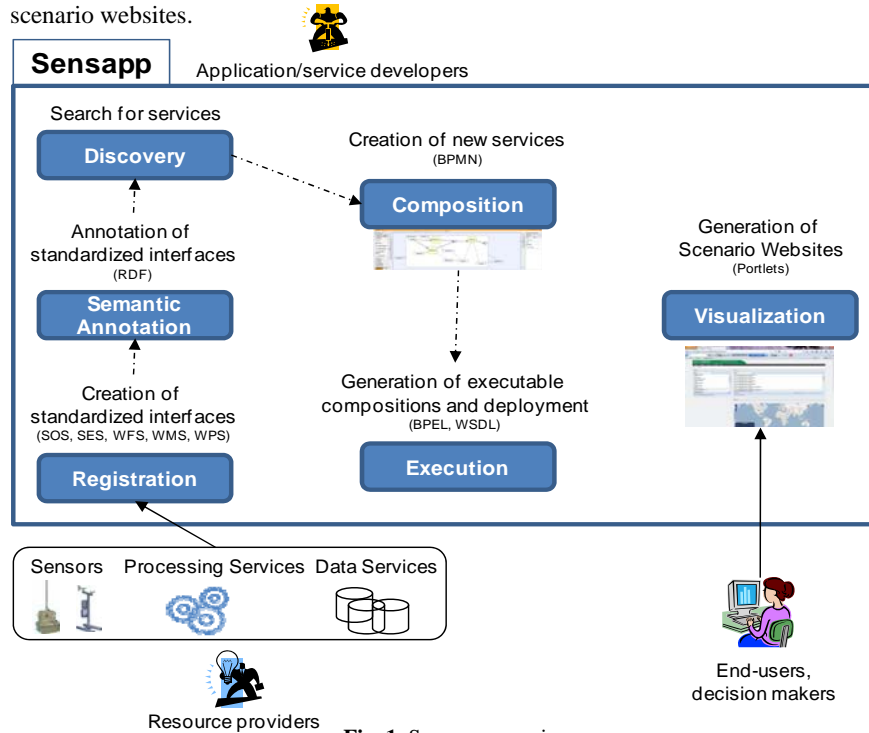 scenario websites.
Sensapp
Application/service developers
Search for services
Discovery
Annotation of
standardized interfaces
(RDF)
Semantic
Annotation
Creation of
standardized interfaces
(SOS, SES, WFS, WMS, WPS)
Registration
Creation of new services
(BPMN)
Composition
Generation of executable
compositions and deployment
(BPEL, WSDL)
Execution
Generation of
Scenario Websites
(Portlets)
Visualization
Sensors
Processing Services
Data Services
Resource providers
End-users,
decision makers